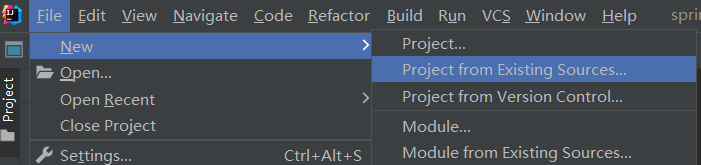 File Edit View Navigate Code Refactor Build Run VCS Window Help sprin
New
Open...
Open Recent
Close Project
Settings... Ctrl+Alt+S
Project...
Project from Existing Sources...
Project from Version Control...
Module...
Module from Existing Sources...
Project